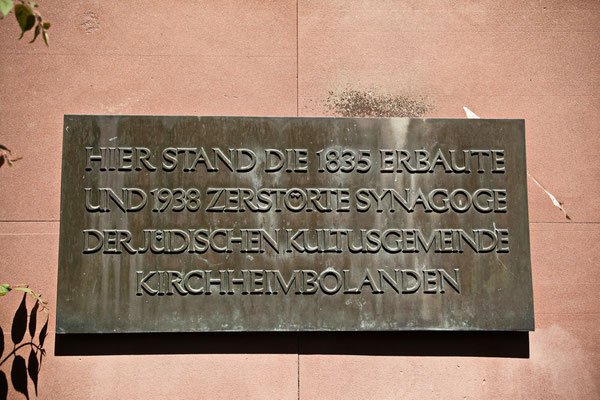 HIER STAND DIE 1835 ERBAUTE
UND 1938 ZERSTÖRTE SYNAGOGE
DER JÜDISCHEN KULTUSGEMEINDE
KIRCHHEIMBOLANDEN